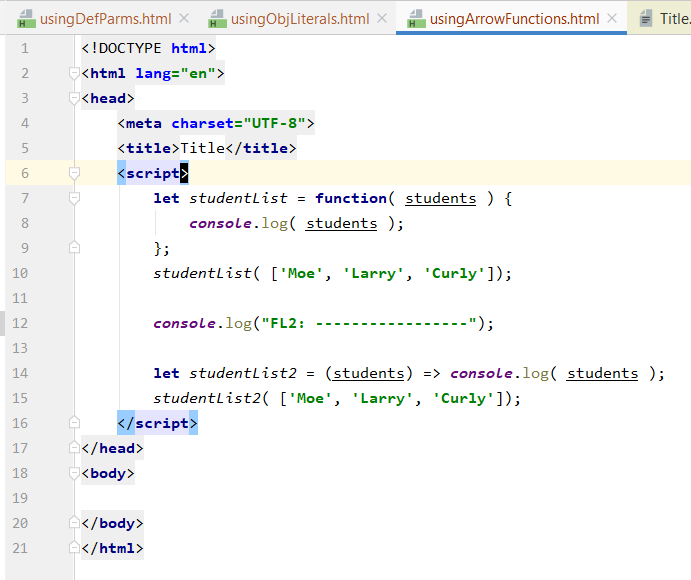 usingDefParms.html usingObjLiterals.html usingArrowFunctions.html Title.
1 <!DOCTYPE html>
2 <html lang="en">
3 <head>
4     <meta charset="UTF-8">
5     <title>Title</title>
6     <script>
7         let studentList = function( students ) {
8             console.log( students );
9         };
10         studentList( ['Moe', 'Larry', 'Curly']);
11
12         console.log("FL2: -----------------");
13
14         let studentList2 = (students) => console.log( students );
15         studentList2( ['Moe', 'Larry', 'Curly']);
16     </script>
17 </head>
18 <body>
19
20 </body>
21 </html>